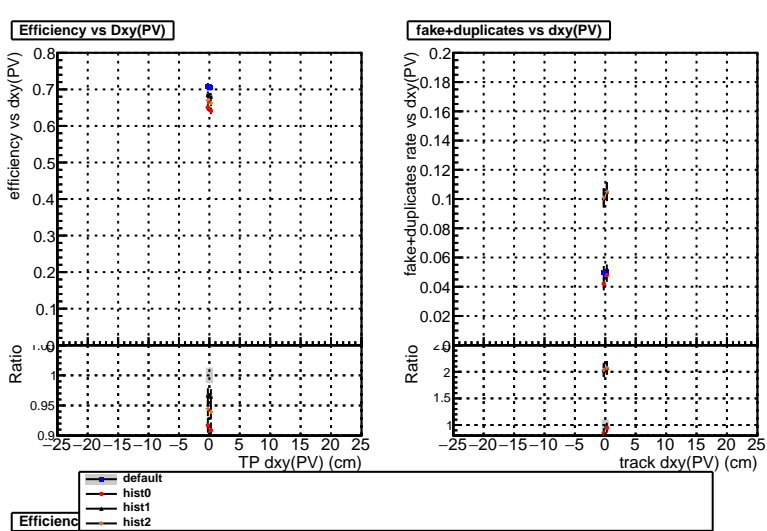 Efficiency vs Dxy(PV)
efficiency vs dxy(PV)
0.8
0.7
0.6
0.5
0.4
0.3
0.2
0.1
Ratio
1
0.95
0.9
−25 −20 −15 −10 −5 0 5 10 15 20 25
TP dxy(PV) (cm)
fake+duplicates vs dxy(PV)
fake+duplicates rate vs dxy(PV)
0.2
0.18
0.16
0.14
0.12
0.1
0.08
0.06
0.04
0.02
0
Ratio
2
1.5
1
−25 −20 −15 −10 −5 0 5 10 15 20 25
track dxy(PV) (cm)
default
hist0
hist1
hist2
Efficienc